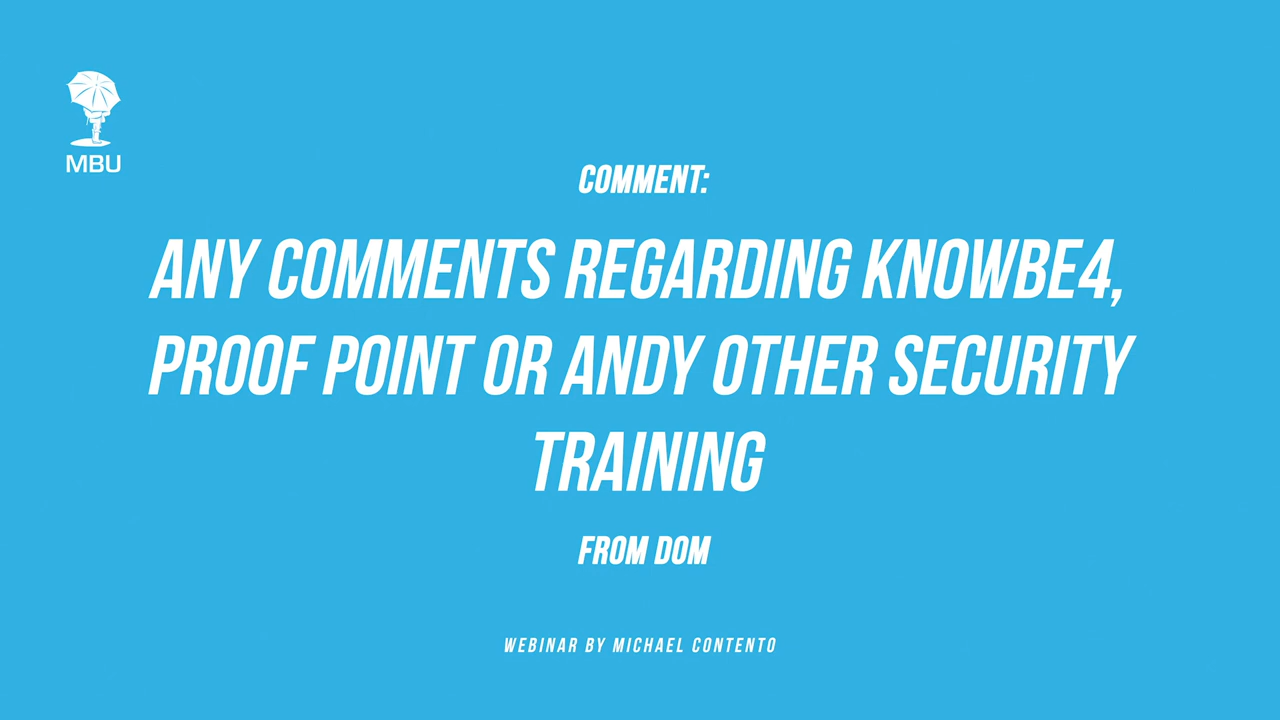 MBU
COMMENT:
ANY COMMENTS REGARDING KNOWBE4,
PROOF POINT OR ANDY OTHER SECURITY
TRAINING
FROM DOM
WEBINAR BY MICHAEL CONTENTO